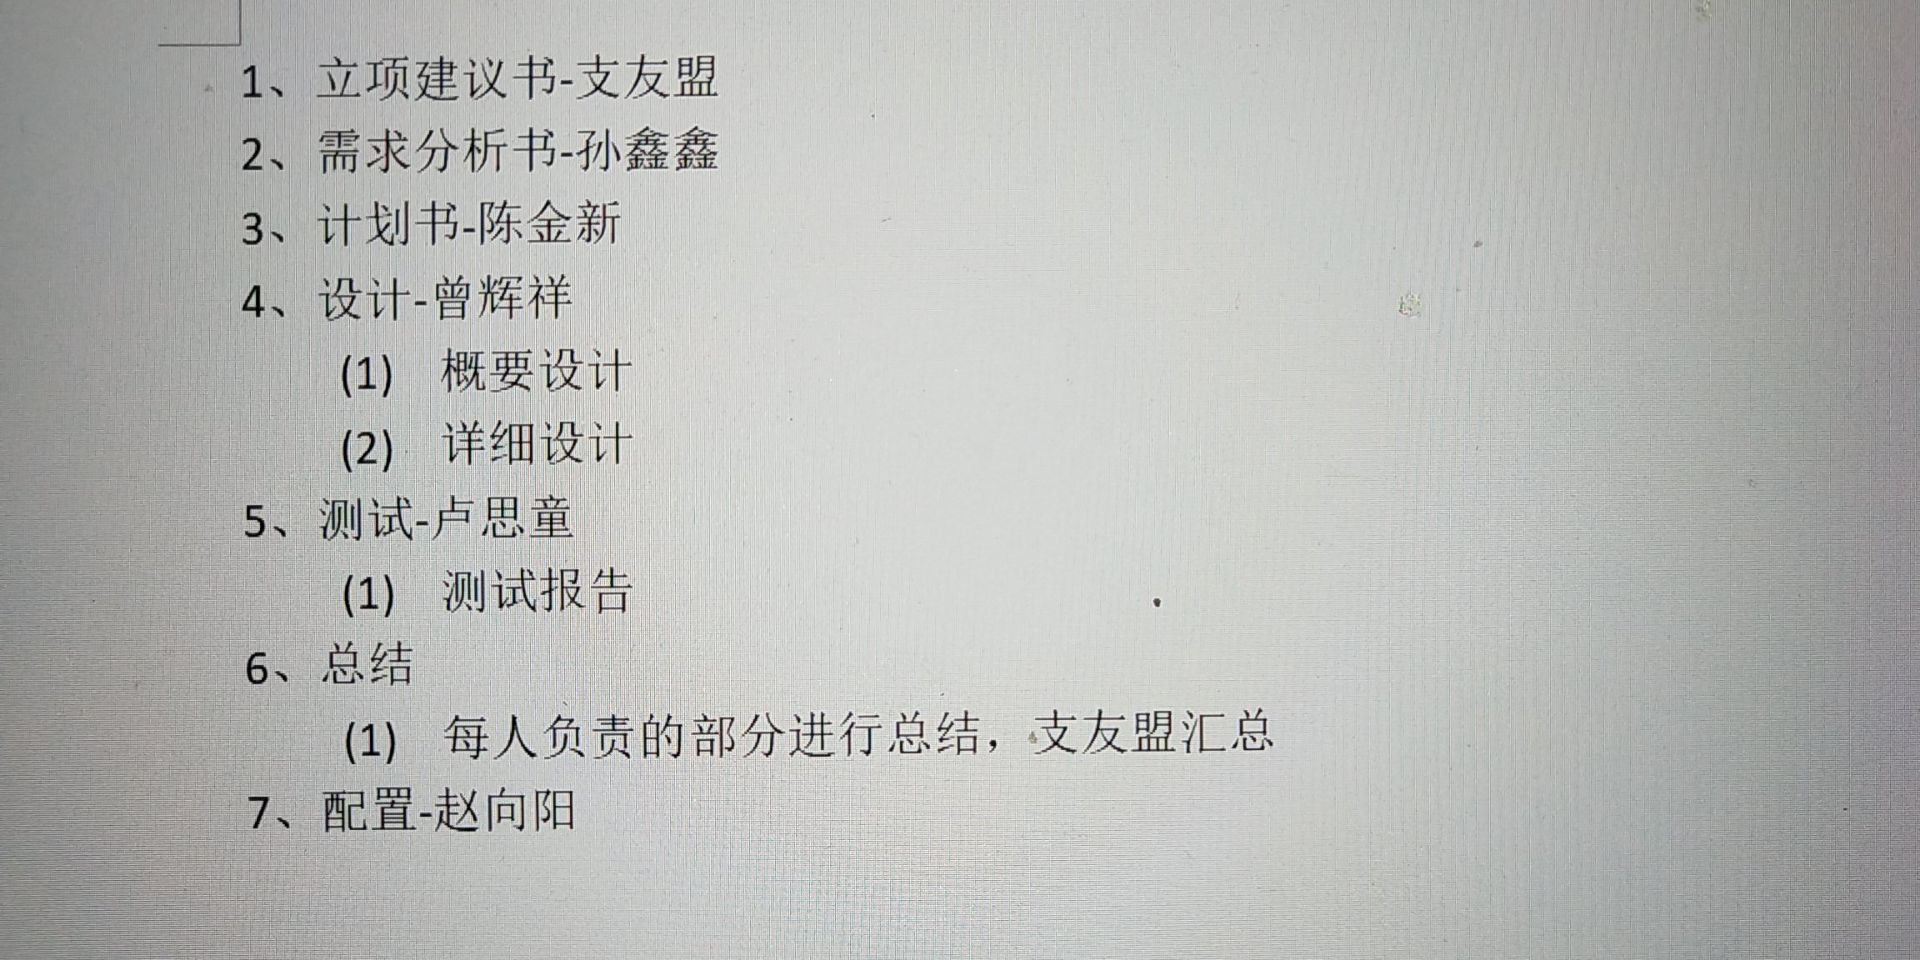 1、立项建议书-支友盟
2、需求分析书-孙鑫鑫
3、计划书-陈金新
4、设计-曾辉祥
(1) 概要设计
(2) 详细设计
5、测试-卢思童
(1) 测试报告
6、总结
(1) 每人负责的部分进行总结，支友盟汇总
7、配置-赵向阳